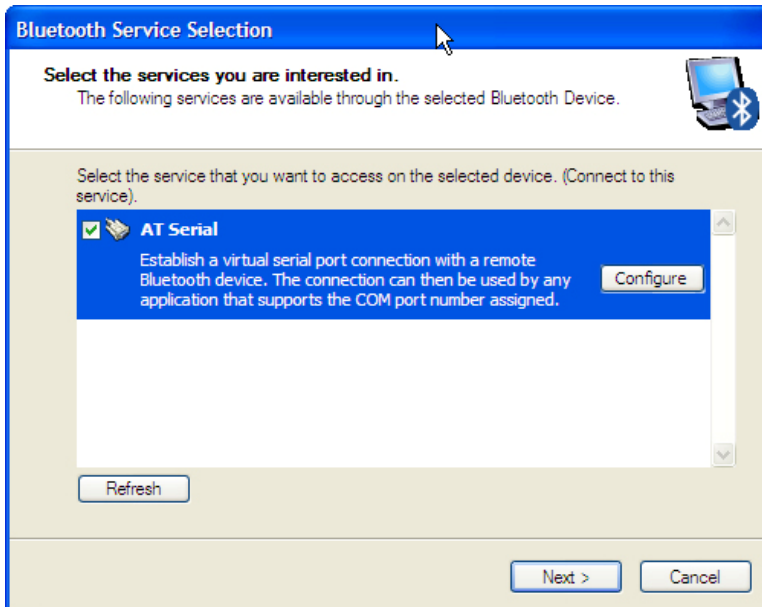 Bluetooth Service Selection
Select the services you are interested in.
The following services are available through the selected Bluetooth Device.
Select the service that you want to access on the selected device. (Connect to this
service).
AT Serial
Establish a virtual serial port connection with a remote
Bluetooth device. The connection can then be used by any
application that supports the COM port number assigned.
Configure
Refresh
Next >
Cancel